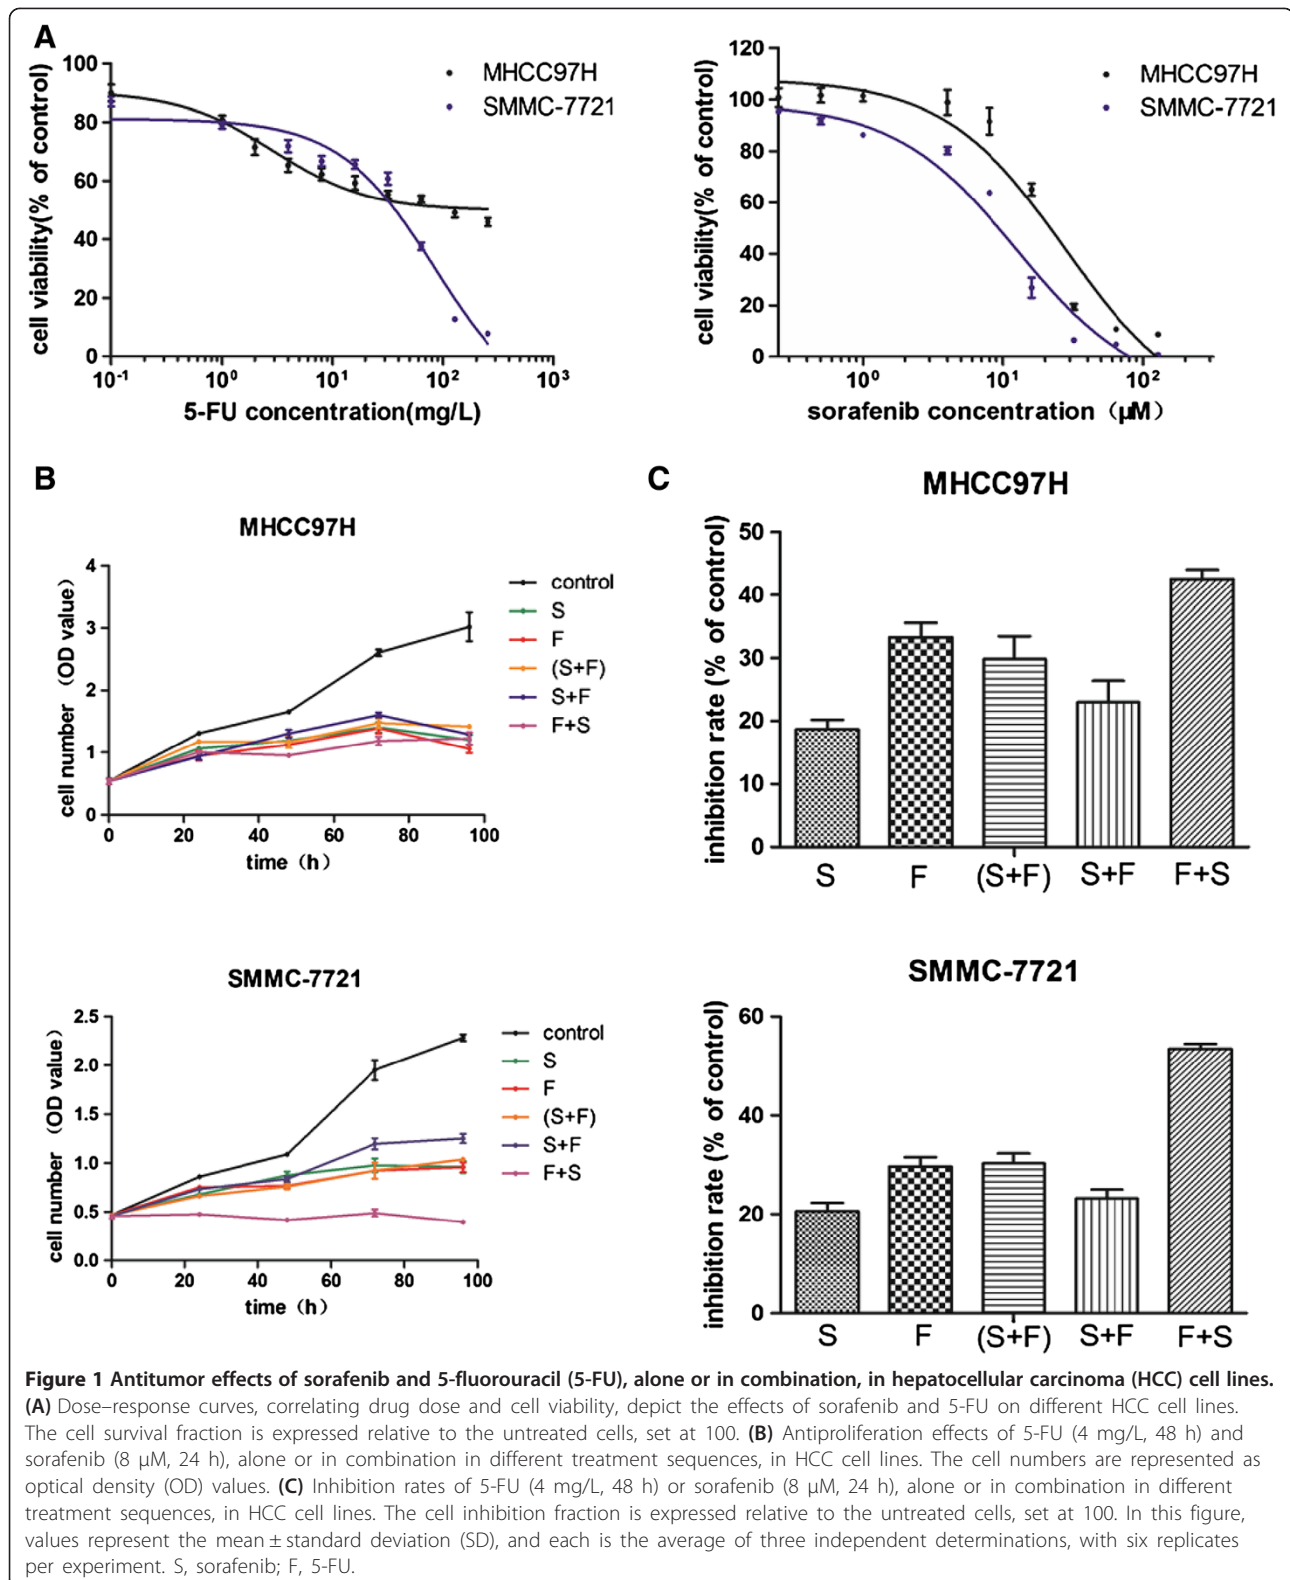 A
cell viability(% of control)
100
80
60
40
20
0
10-1
100
101
102
103
5-FU concentration(mg/L)
MHCC97H
SMMC-7721
cell viability(% of control)
120
100
80
60
40
20
0
100
101
102
sorafenib concentration（μM）
MHCC97H
SMMC-7721
B
MHCC97H
cell number（OD value）
4
3
2
1
0
0 20 40 60 80 100
time（h）
control
S
F
(S+F)
S+F
F+S
SMMC-7721
cell number（OD value）
2.5
2.0
1.5
1.0
0.5
0.0
0 20 40 60 80 100
time（h）
control
S
F
(S+F)
S+F
F+S
C
MHCC97H
inhibition rate (% of control)
50
40
30
20
10
0
S F (S+F) S+F F+S
SMMC-7721
inhibition rate (% of control)
60
40
20
0
S F (S+F) S+F F+S
Figure 1 Antitumor effects of sorafenib and 5-fluorouracil (5-FU), alone or in combination, in hepatocellular carcinoma (HCC) cell lines.
(A) Dose–response curves, correlating drug dose and cell viability, depict the effects of sorafenib and 5-FU on different HCC cell lines.
The cell survival fraction is expressed relative to the untreated cells, set at 100. (B) Antiproliferation effects of 5-FU (4 mg/L, 48 h) and
sorafenib (8 μM, 24 h), alone or in combination in different treatment sequences, in HCC cell lines. The cell numbers are represented as
optical density (OD) values. (C) Inhibition rates of 5-FU (4 mg/L, 48 h) or sorafenib (8 μM, 24 h), alone or in combination in different
treatment sequences, in HCC cell lines. The cell inhibition fraction is expressed relative to the untreated cells, set at 100. In this figure,
values represent the mean ± standard deviation (SD), and each is the average of three independent determinations, with six replicates
per experiment. S, sorafenib; F, 5-FU.